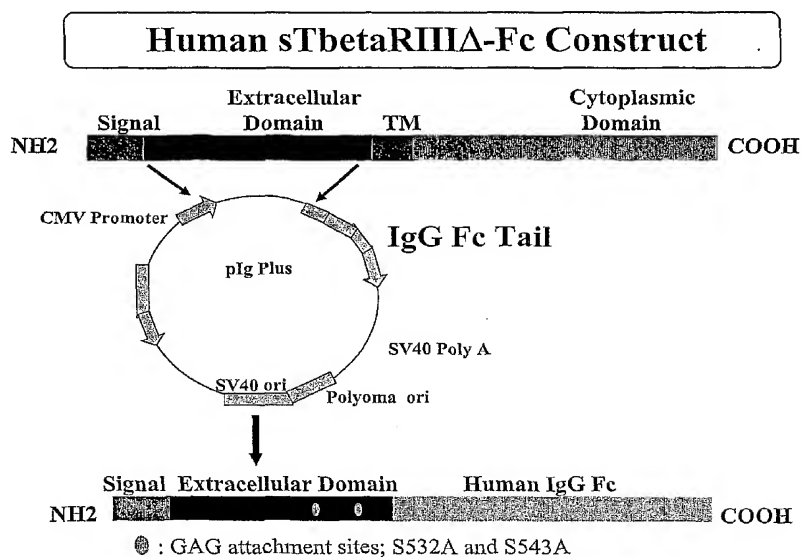 Human sTbetaRIIIΔ-Fc Construct
Extracellular Domain
Cytoplasmic Domain
Signal
TM
NH2
COOH
CMV Promoter
IgG Fc Tail
pIg Plus
SV40 Poly A
SV40 ori
Polyoma ori
Signal
Extracellular Domain
Human IgG Fc
NH2
COOH
: GAG attachment sites; S532A and S543A